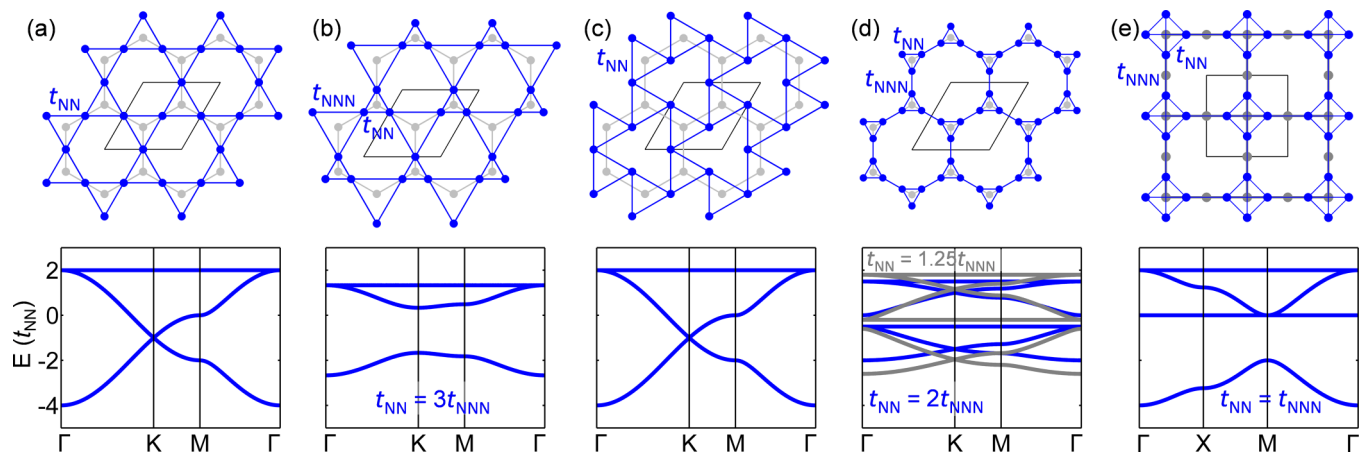 (a)
(b)
(c)
(d)
(e)
tNN
tNNN
tNN
tNN
tNN
tNNN
tNN
tNNN
E (tNN)
2
0
-2
-4
tNN = 3tNNN
tNN = 1.25tNNN
tNN = 2tNNN
tNN = tNNN
Γ K M Γ
Γ K M Γ
Γ K M Γ
Γ K M Γ
Γ X M Γ